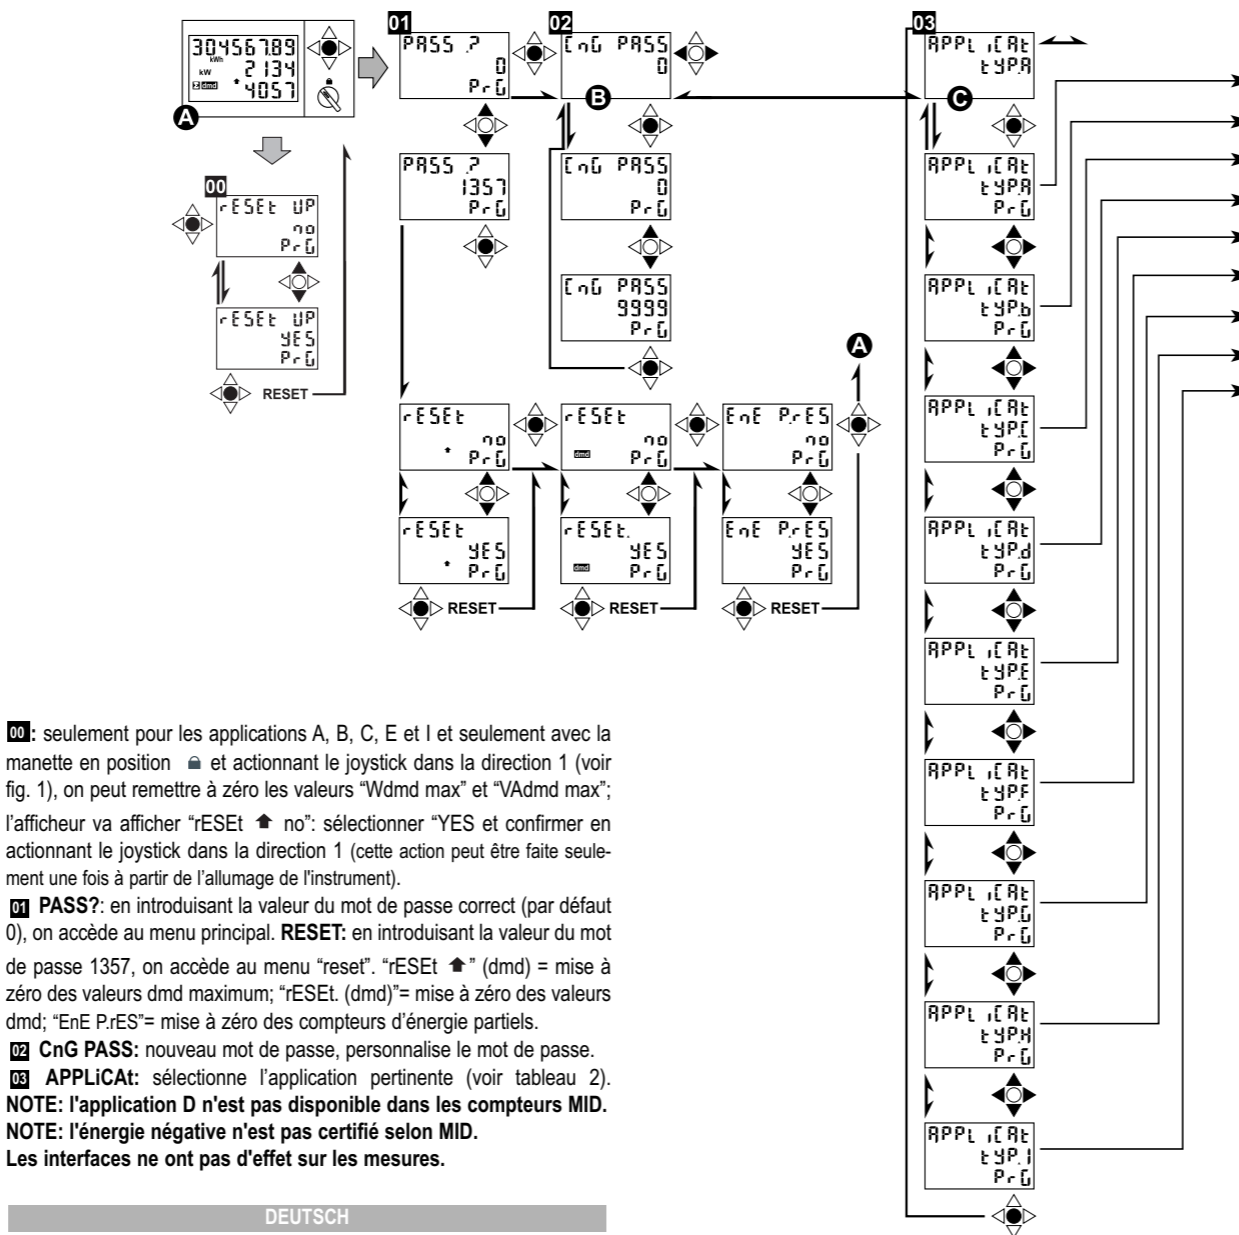 01
02
03
304567.89
kWh
kW
2134
Σ dmd
4057
A
PASS .?
0
PrG
CnG PASS
0
B
APPLiCAt
tYP.A
C
00
rESEt UP
no
PrG
rESEt UP
YES
PrG
RESET
PASS .?
1357
PrG
CnG PASS
0
PrG
CnG PASS
9999
PrG
A
rESEt
no
PrG
rESEt
dmd
no
PrG
EnE P.rES
no
PrG
rESEt
YES
PrG
rESEt.
dmd
YES
PrG
EnE P.rES
YES
PrG
RESET
RESET
RESET
APPLiCAt
tYP.A
PrG
APPLiCAt
tYP.b
PrG
APPLiCAt
tYP.C
PrG
APPLiCAt
tYP.d
PrG
APPLiCAt
tYP.E
PrG
APPLiCAt
tYP.F
PrG
APPLiCAt
tYP.G
PrG
APPLiCAt
tYP.H
PrG
APPLiCAt
tYP.I
PrG
00: seulement pour les applications A, B, C, E et I et seulement avec la
manette en position et actionnant le joystick dans la direction 1 (voir
fig. 1), on peut remettre à zéro les valeurs “Wdmd max” et “VAdmd max”;
l’afficheur va afficher “rESEt no”: sélectionner “YES et confirmer en
actionnant le joystick dans la direction 1 (cette action peut être faite seule-
ment une fois à partir de l’allumage de l'instrument).
01 PASS?: en introduisant la valeur du mot de passe correct (par défaut
0), on accède au menu principal. RESET: en introduisant la valeur du mot
de passe 1357, on accède au menu “reset”. “rESEt ” (dmd) = mise à
zéro des valeurs dmd maximum; “rESEt. (dmd)”= mise à zéro des valeurs
dmd; “EnE P.rES”= mise à zéro des compteurs d’énergie partiels.
02 CnG PASS: nouveau mot de passe, personnalise le mot de passe.
03 APPLiCAt: sélectionne l’application pertinente (voir tableau 2).
NOTE: l'application D n'est pas disponible dans les compteurs MID.
NOTE: l'énergie négative n'est pas certifié selon MID.
Les interfaces ne ont pas d'effet sur les mesures.
DEUTSCH